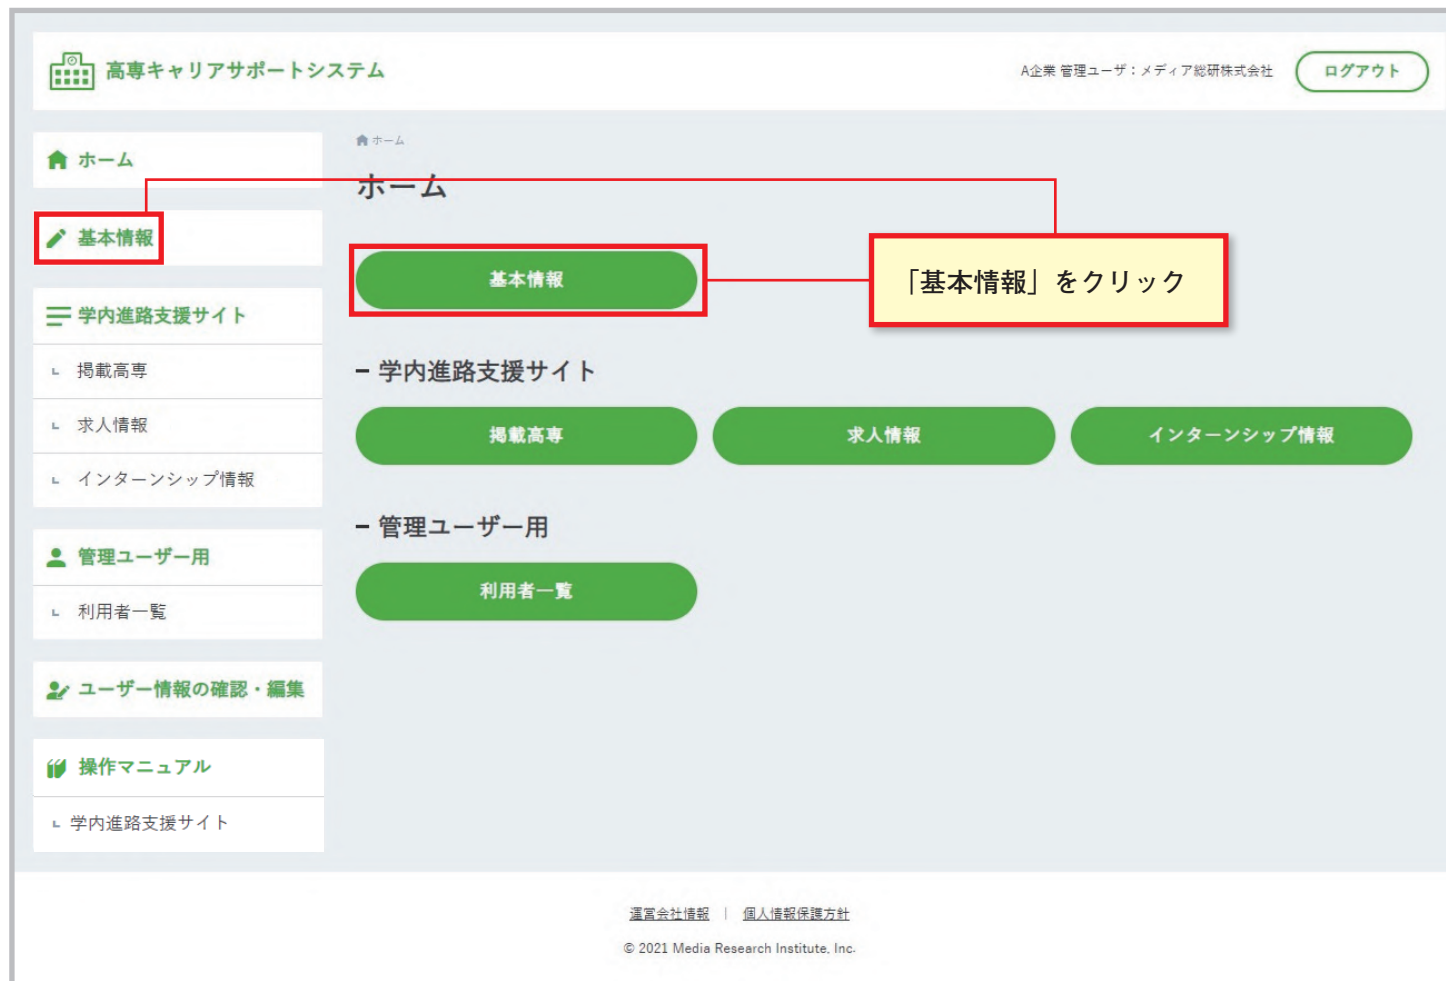 高専キャリアサポートシステム
A企業 管理ユーザ：メディア総研株式会社
ログアウト
ホーム
基本情報
学内進路支援サイト
掲載高専
求人情報
インターンシップ情報
管理ユーザー用
利用者一覧
ユーザー情報の確認・編集
操作マニュアル
学内進路支援サイト
ホーム
ホーム
基本情報
「基本情報」をクリック
学内進路支援サイト
掲載高専
求人情報
インターンシップ情報
管理ユーザー用
利用者一覧
運営会社情報 | 個人情報保護方針
© 2021 Media Research Institute, Inc.